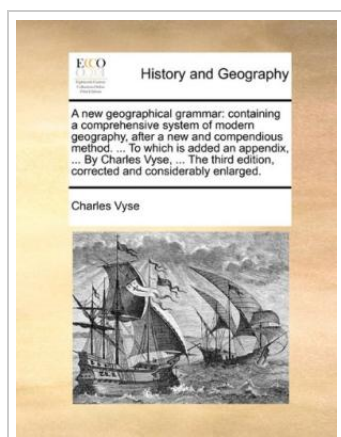 ECCO
History and Geography
A new geographical grammar: containing
a comprehensive system of modern
geography, after a new and compendious
method. ... To which is added an appendix,
... By Charles Vyse, ... The third edition,
corrected and considerably enlarged.
Charles Vyse